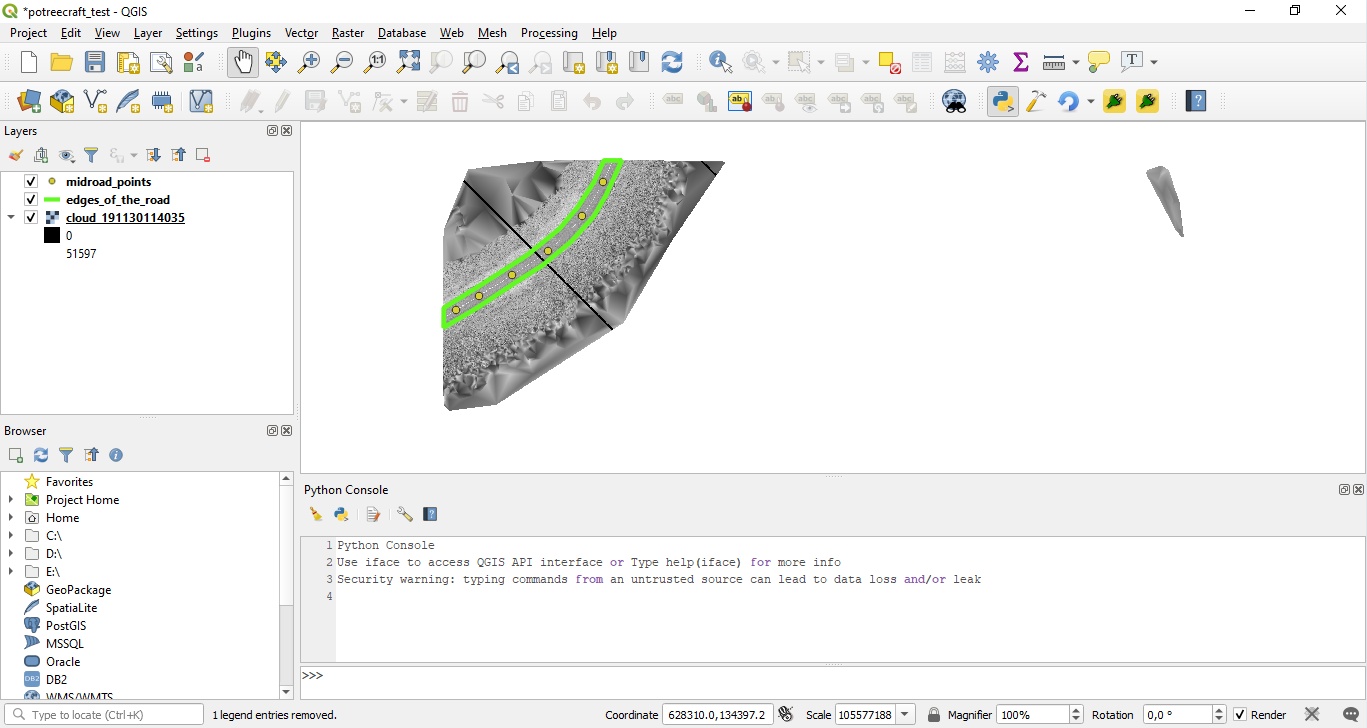 *potreecraft_test - QGIS
Project Edit View Layer Settings Plugins Vector Raster Database Web Mesh Processing Help
Layers
midroad_points
edges_of_the_road
cloud_191130114035
0
51597
Browser
Favorites
Project Home
Home
C:\
D:\
E:\
GeoPackage
SpatiaLite
PostGIS
MSSQL
Oracle
DB2
WMS/WMTS
Python Console
1 Python Console
2 Use iface to access QGIS API interface or Type help(iface) for more info
3 Security warning: typing commands from an untrusted source can lead to data loss and/or leak
4
>>>
Type to locate (Ctrl+K) 1 legend entries removed. Coordinate 628310.0,134397.2 Scale 105577188 Magnifier 100% Rotation 0,0 ° Render